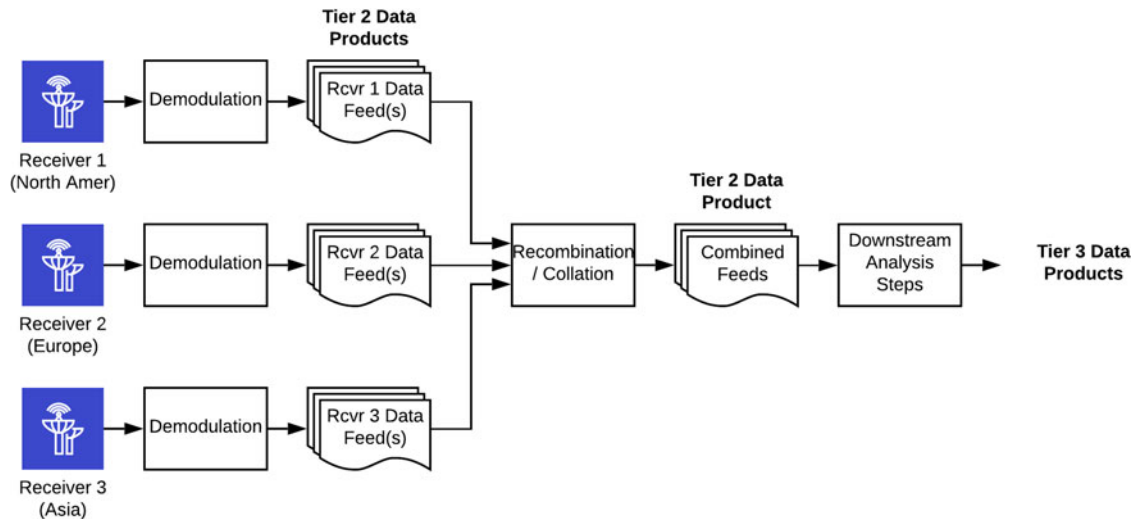 Tier 2 Data
Products
Demodulation
Rcvr 1 Data
Feed(s)
Receiver 1
(North Amer)
Tier 2 Data
Product
Demodulation
Rcvr 2 Data
Feed(s)
Recombination
/ Collation
Combined
Feeds
Downstream
Analysis
Steps
Tier 3 Data
Products
Receiver 2
(Europe)
Demodulation
Rcvr 3 Data
Feed(s)
Receiver 3
(Asia)